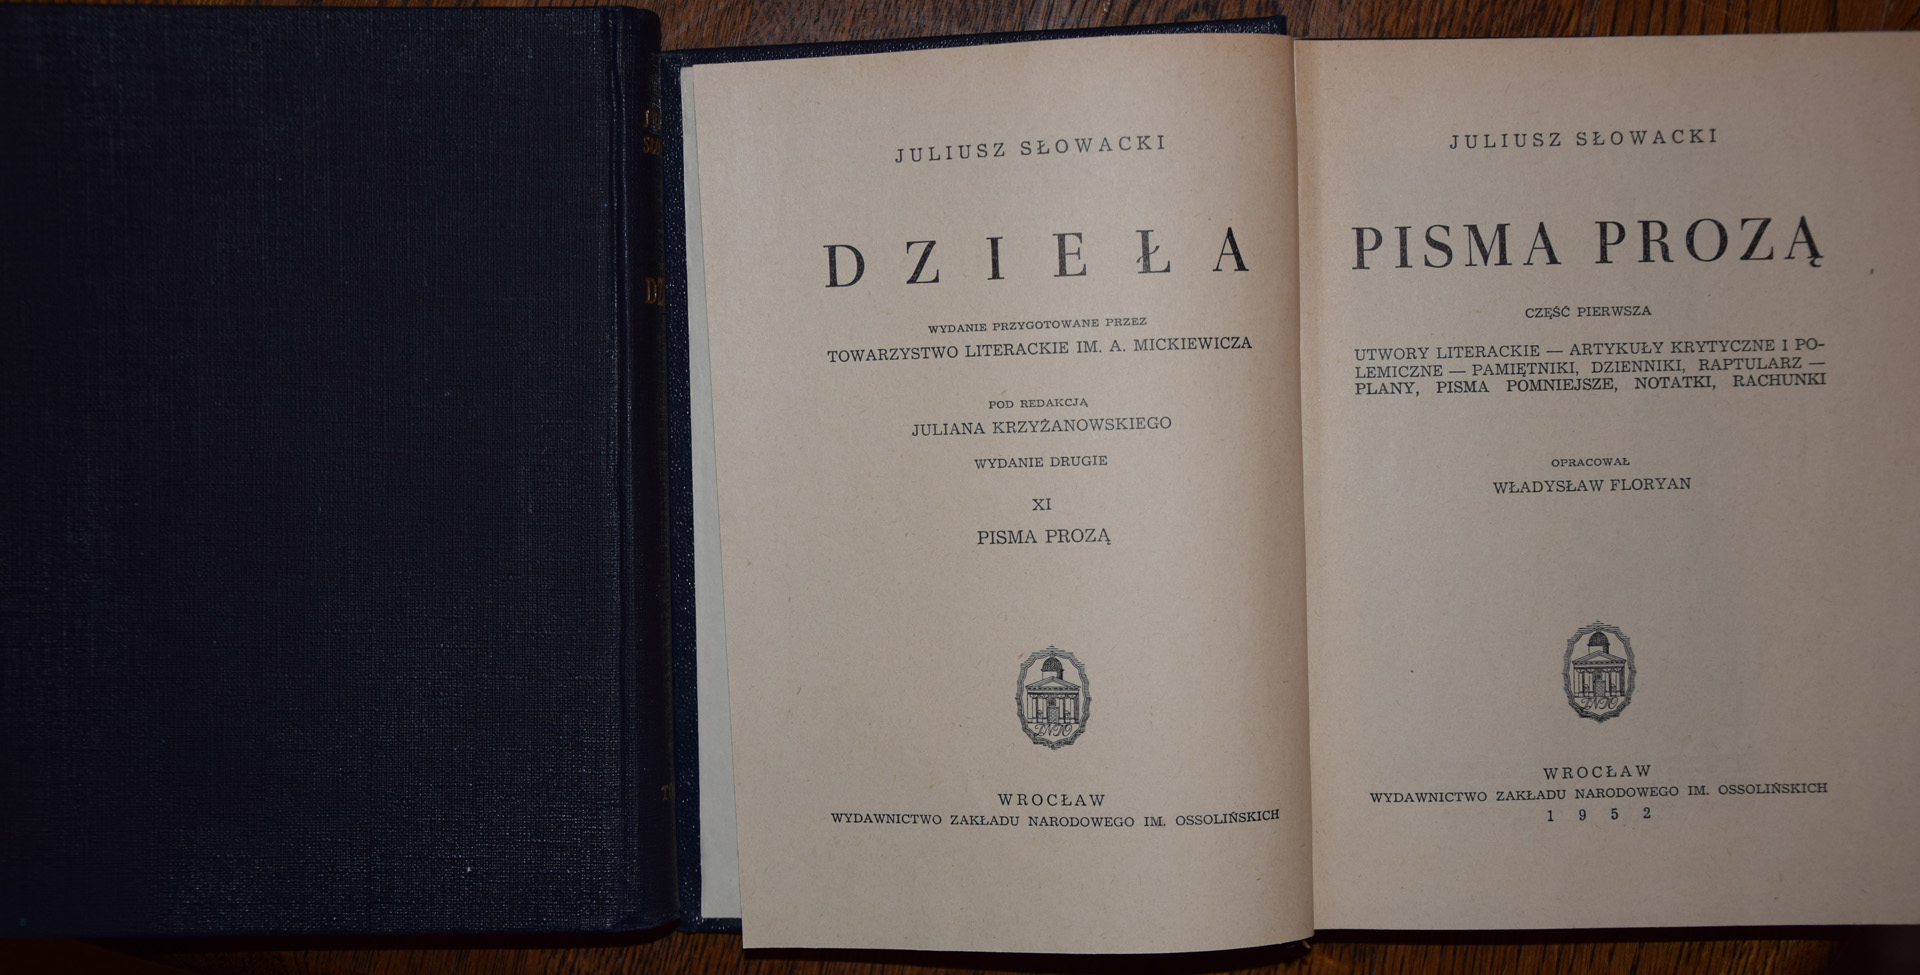 JULIUSZ SŁOWACKI
DZIEŁA
WYDANIE PRZYGOTOWANE PRZEZ
TOWARZYSTWO LITERACKIE IM. A. MICKIEWICZA
POD REDAKCJĄ
JULIANA KRZYŻANOWSKIEGO
WYDANIE DRUGIE
XI
PISMA PROZĄ
WROCŁAW
WYDAWNICTWO ZAKŁADU NARODOWEGO IM. OSSOLIŃSKICH
JULIUSZ SŁOWACKI
PISMA PROZĄ
CZĘŚĆ PIERWSZA
UTWORY LITERACKIE — ARTYKUŁY KRYTYCZNE I PO-
LEMICZNE — PAMIĘTNIKI, DZIENNIKI, RAPTULARZ —
PLANY, PISMA POMNIEJSZE, NOTATKI, RACHUNKI
OPRACOWAŁ
WŁADYSŁAW FLORYAN
WROCŁAW
WYDAWNICTWO ZAKŁADU NARODOWEGO IM. OSSOLIŃSKICH
1952